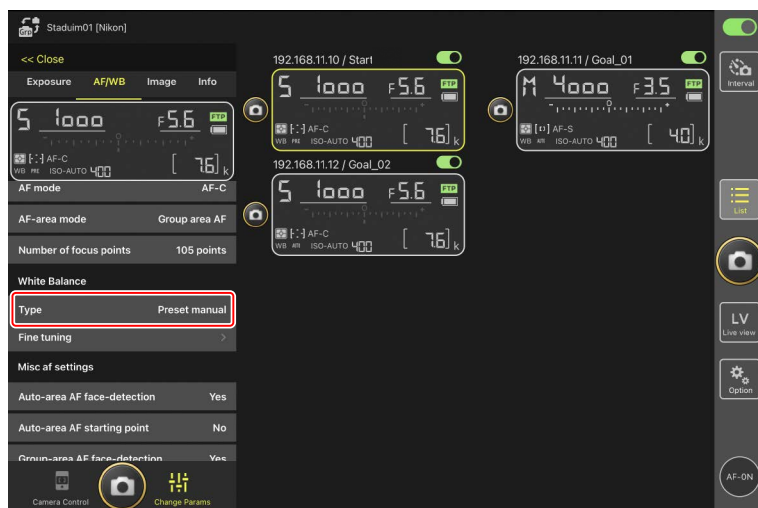 Grp Staduim01 [Nikon]
<< Close
Exposure AF/WB Image Info
S 1000 F5.6 FTP
AF-C
WB PRE ISO-AUTO 400 [ 7.6] k
AF mode AF-C
AF-area mode Group area AF
Number of focus points 105 points
White Balance
Type Preset manual
Fine tuning >
Misc af settings
Auto-area AF face-detection Yes
Auto-area AF starting point No
Group-area AF face-detection Yes
Camera Control
Change Params
192.168.11.10 / Start
S 1000 F5.6 FTP
AF-C
WB PRE ISO-AUTO 400 [ 7.6] k
192.168.11.11 / Goal_01
M 4000 F3.5 FTP
AF-S
WB ISO-AUTO 400 [ 4.0] k
192.168.11.12 / Goal_02
S 1000 F5.6 FTP
AF-C
WB ISO-AUTO 400 [ 7.6] k
Interval
List
LV
Live view
Option
AF-ON